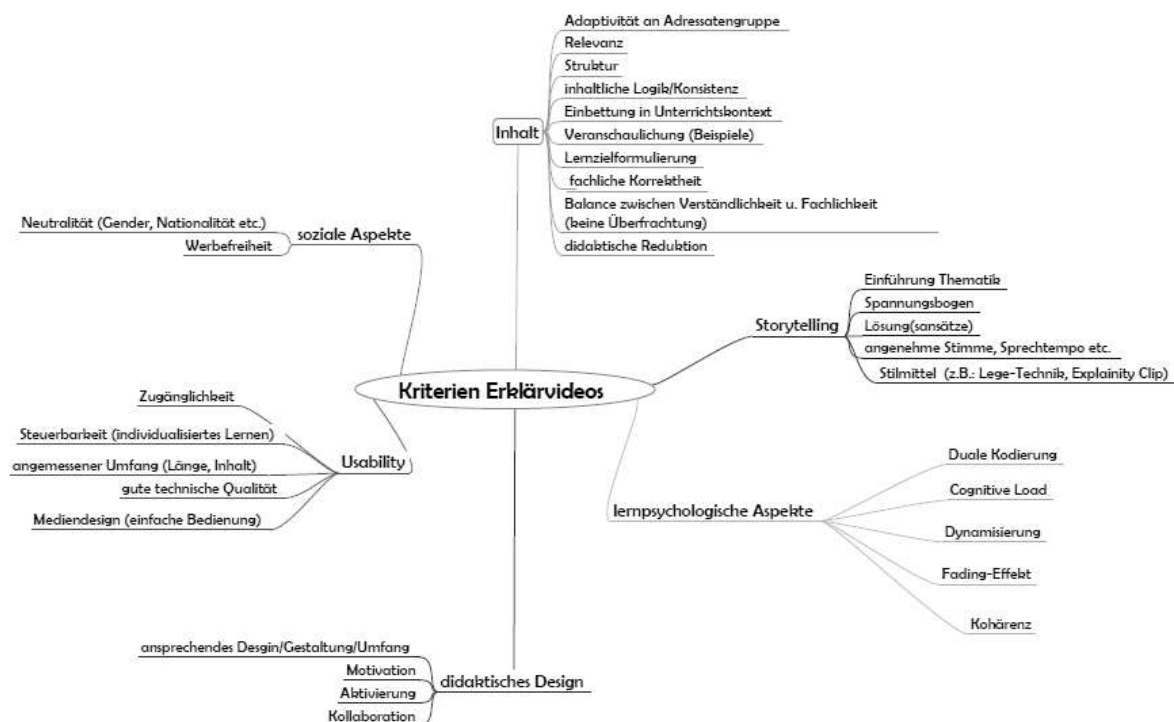 Kriterien Erklärvideos
Inhalt
Adaptivität an Adressatengruppe
Relevanz
Struktur
inhaltliche Logik/Konsistenz
Einbettung in Unterrichtskontext
Veranschaulichung (Beispiele)
Lernzielformulierung
fachliche Korrektheit
Balance zwischen Verständlichkeit u. Fachlichkeit
(keine Überfrachtung)
didaktische Reduktion
Storytelling
Einführung Thematik
Spannungsbogen
Lösung(sansätze)
angenehme Stimme, Sprechtempo etc.
Stilmittel (z.B.: Lege-Technik, Explainity Clip)
lernpsychologische Aspekte
Duale Kodierung
Cognitive Load
Dynamisierung
Fading-Effekt
Kohärenz
didaktisches Design
ansprechendes Desgin/Gestaltung/Umfang
Motivation
Aktivierung
Kollaboration
Usability
Zugänglichkeit
Steuerbarkeit (individualisiertes Lernen)
angemessener Umfang (Länge, Inhalt)
gute technische Qualität
Mediendesign (einfache Bedienung)
soziale Aspekte
Neutralität (Gender, Nationalität etc.)
Werbefreiheit